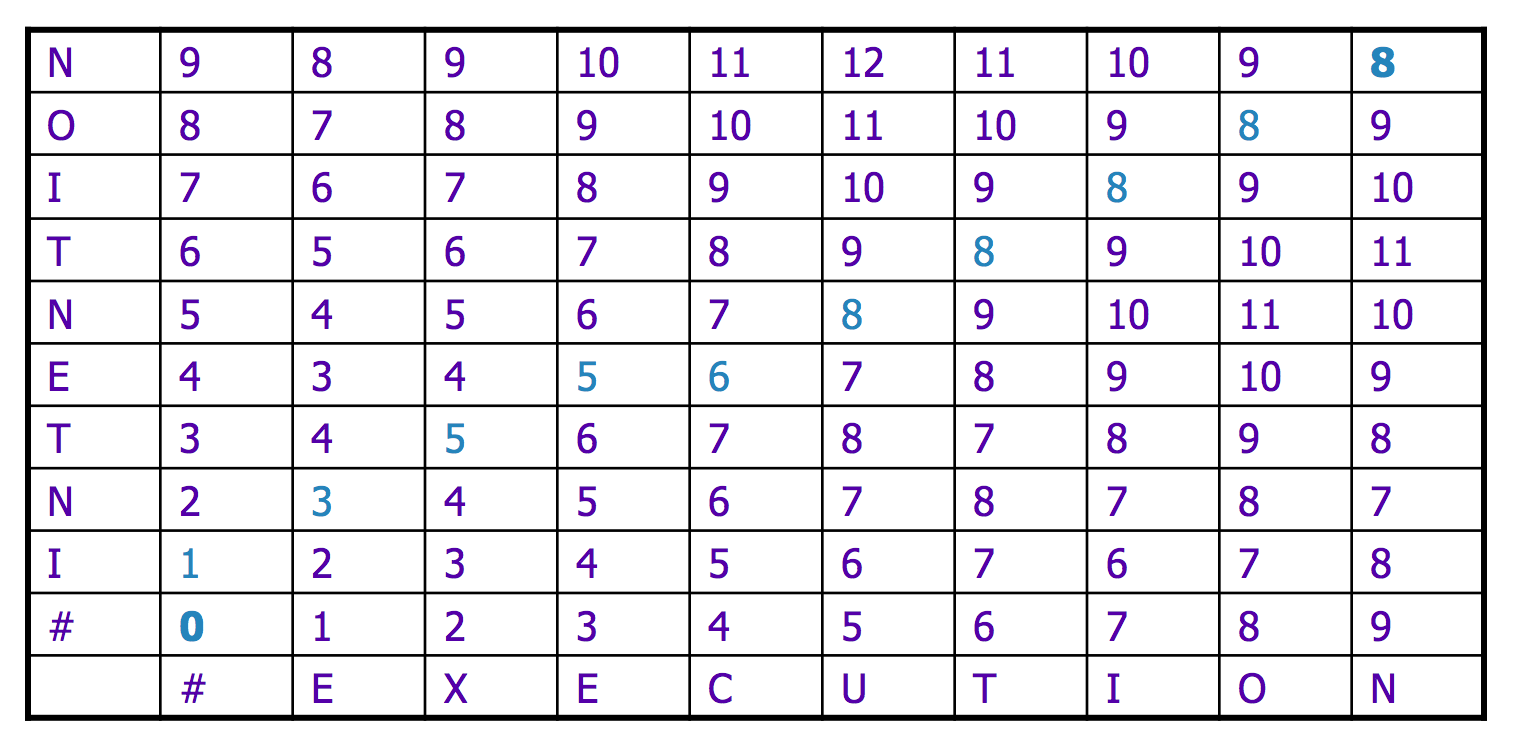 N 9 8 9 10 11 12 11 10 9 8
O 8 7 8 9 10 11 10 9 8 9
I 7 6 7 8 9 10 9 8 9 10
T 6 5 6 7 8 9 8 9 10 11
N 5 4 5 6 7 8 9 10 11 10
E 4 3 4 5 6 7 8 9 10 9
T 3 4 5 6 7 8 7 8 9 8
N 2 3 4 5 6 7 8 7 8 7
I 1 2 3 4 5 6 7 6 7 8
# 0 1 2 3 4 5 6 7 8 9
# E X E C U T I O N